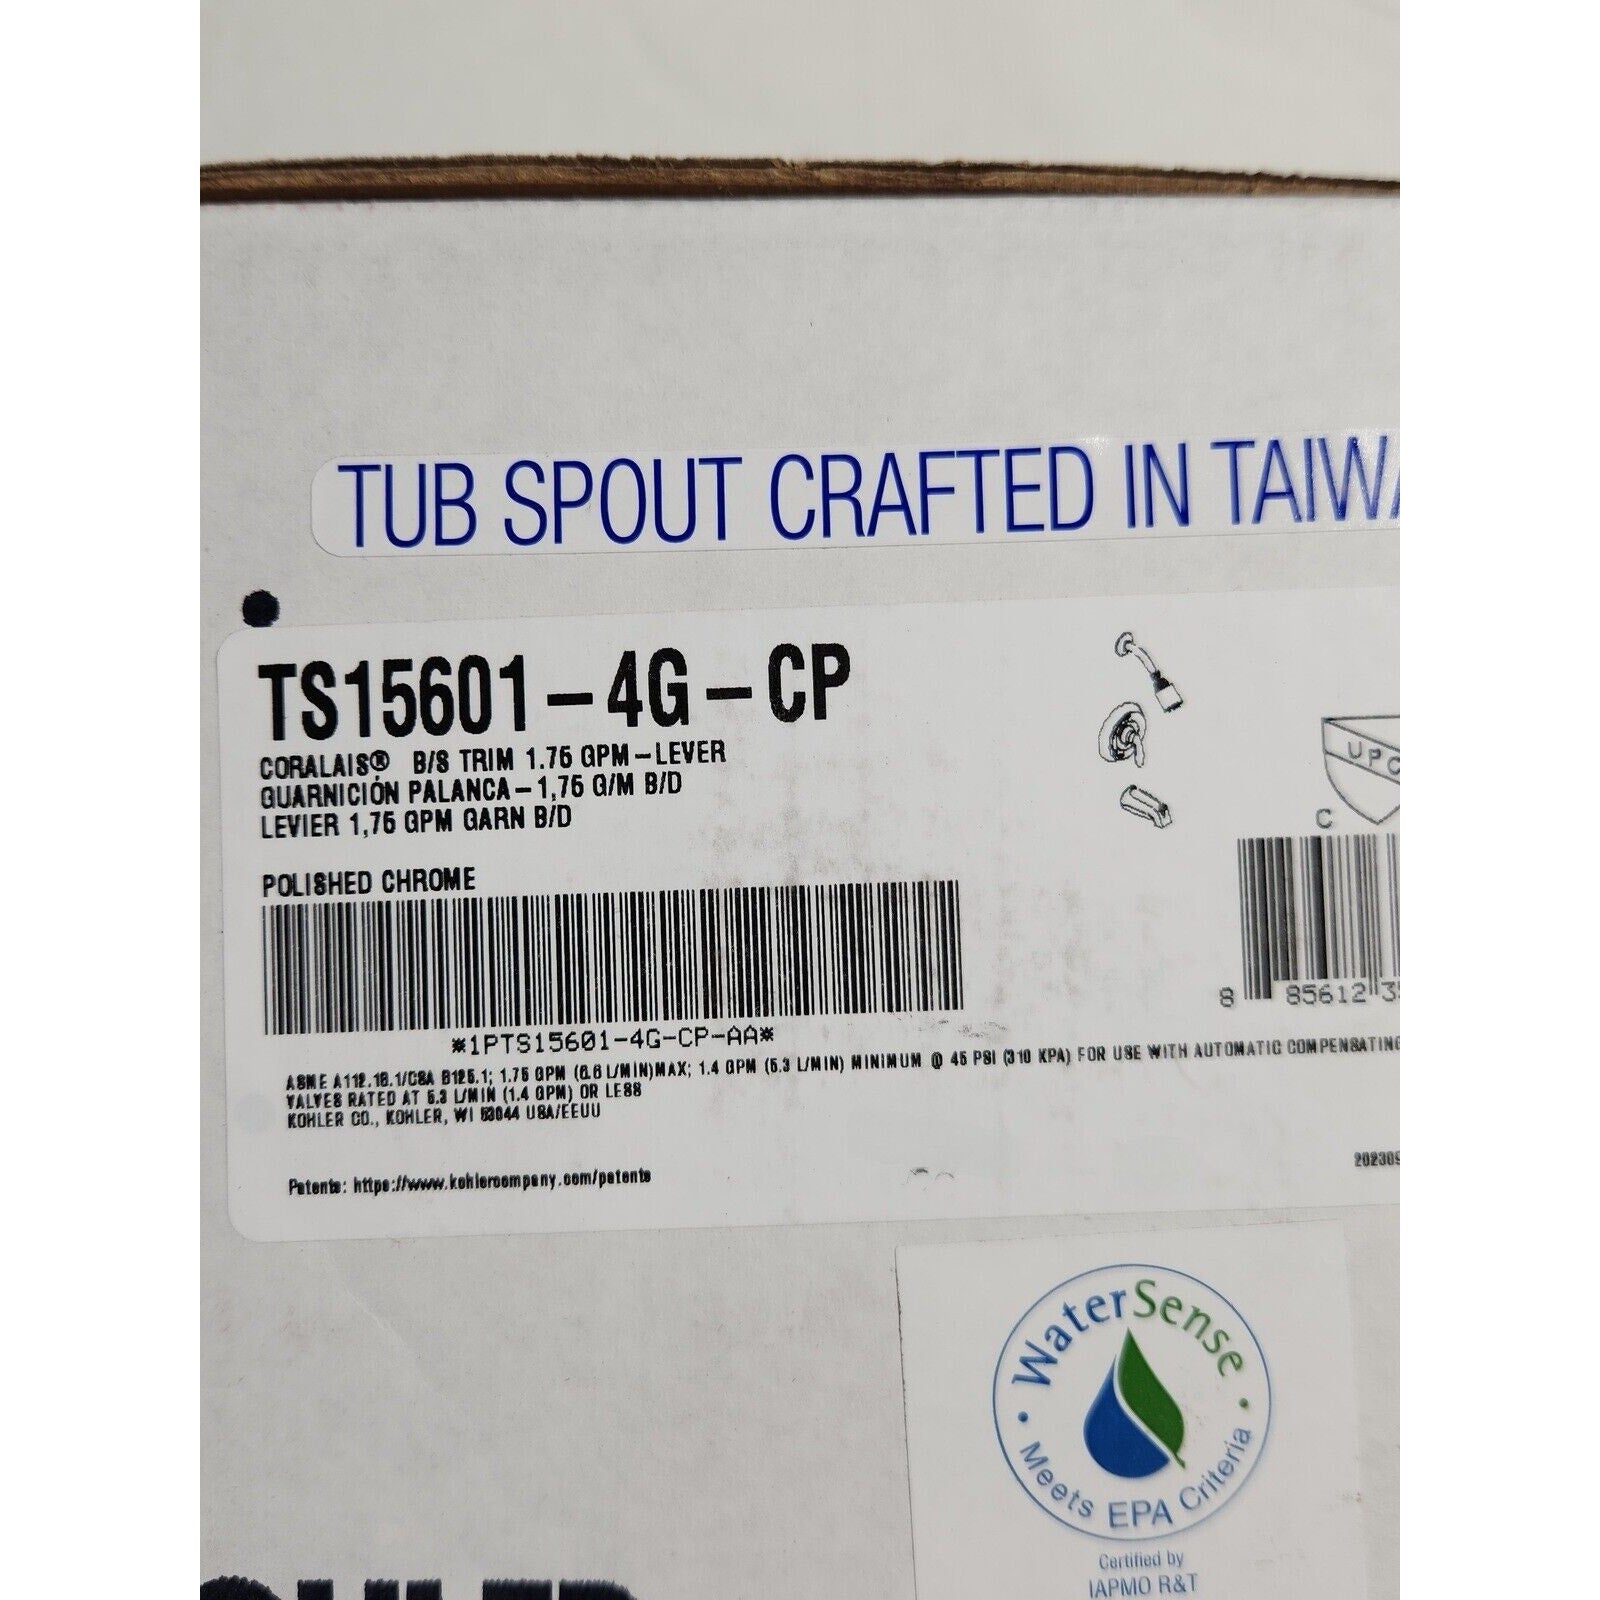 TUB SPOUT CRAFTED IN TAIWA
TS15601-4G-CP
CORALAIS® B/S TRIM 1.75 GPM-LEVER
GUARNICIÓN PALANCA-1,75 G/M B/D
LEVIER 1,75 GPM GARN B/D
POLISHED CHROME
UPC
C
*1PTS15601-4G-CP-AA*
8 85612 3
ASME A112.18.1/CSA B125.1; 1.75 GPM (6.6 L/MIN)MAX; 1.4 GPM (5.3 L/MIN) MINIMUM @ 45 PSI (310 KPA) FOR USE WITH AUTOMATIC COMPENSATING
VALVES RATED AT 5.3 L/MIN (1.4 GPM) OR LESS
KOHLER CO., KOHLER, WI 53044 USA/EEUU
Patents: https://www.kohlercompany.com/patents
202309
WaterSense
Meets EPA Criteria
Certified by
IAPMO R&T